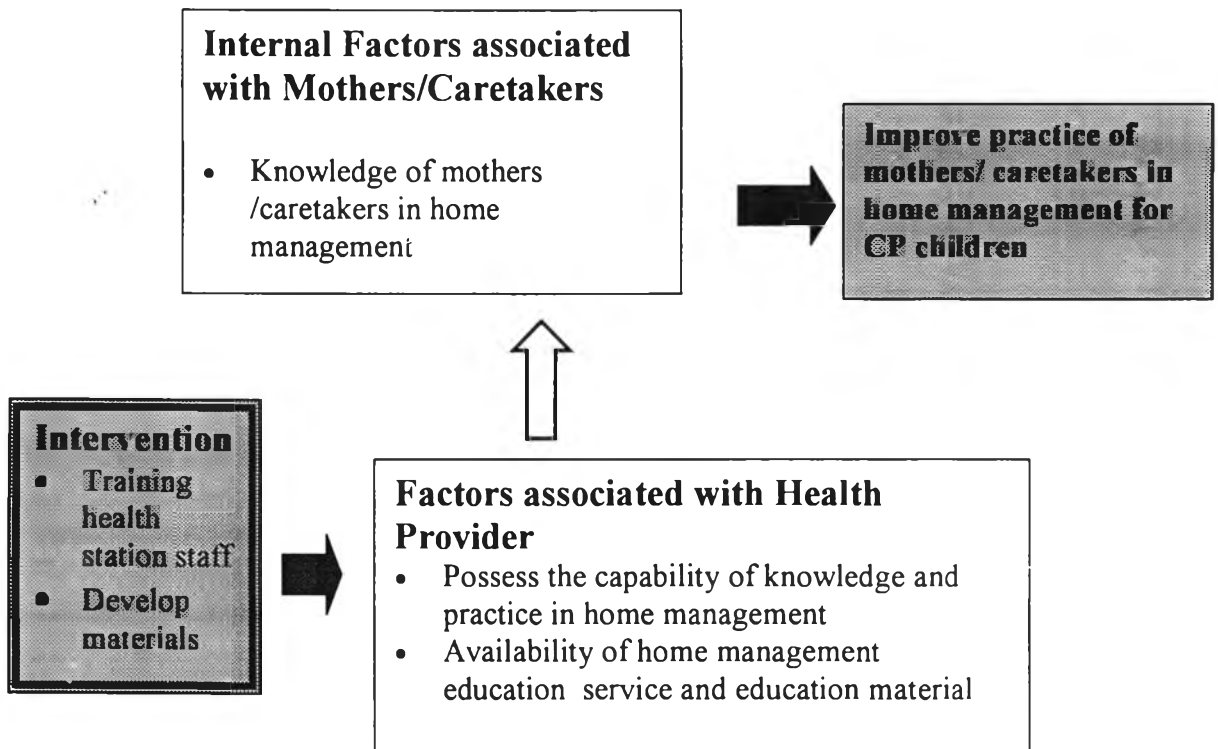 Internal Factors associated
with Mothers/Caretakers
• Knowledge of mothers
/caretakers in home
management
Improve practice of
mothers/ caretakers in
home management for
CP children
Intervention
• Training
health
station staff
• Develop
materials
Factors associated with Health
Provider
• Possess the capability of knowledge and
practice in home management
• Availability of home management
education service and education material